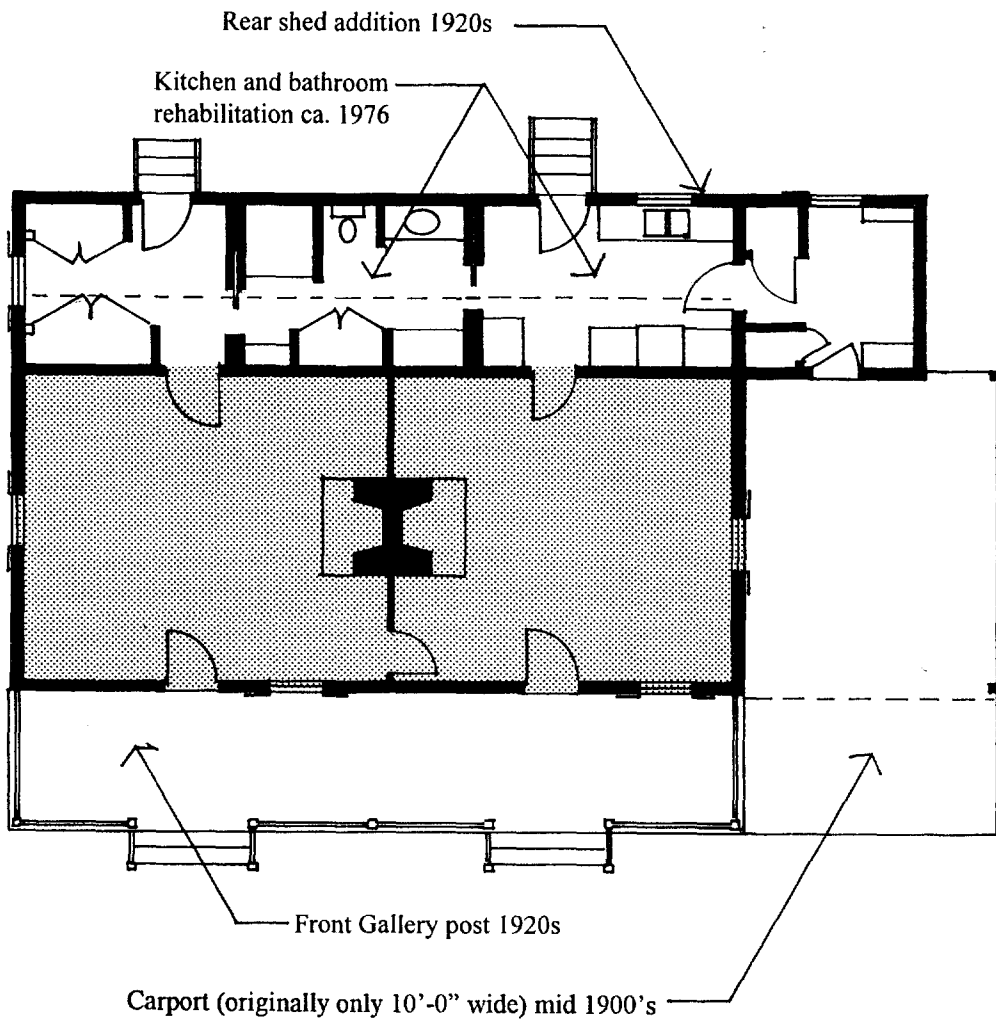 Rear shed addition 1920s
Kitchen and bathroom
rehabilitation ca. 1976
Front Gallery post 1920s
Carport (originally only 10’-0” wide) mid 1900’s